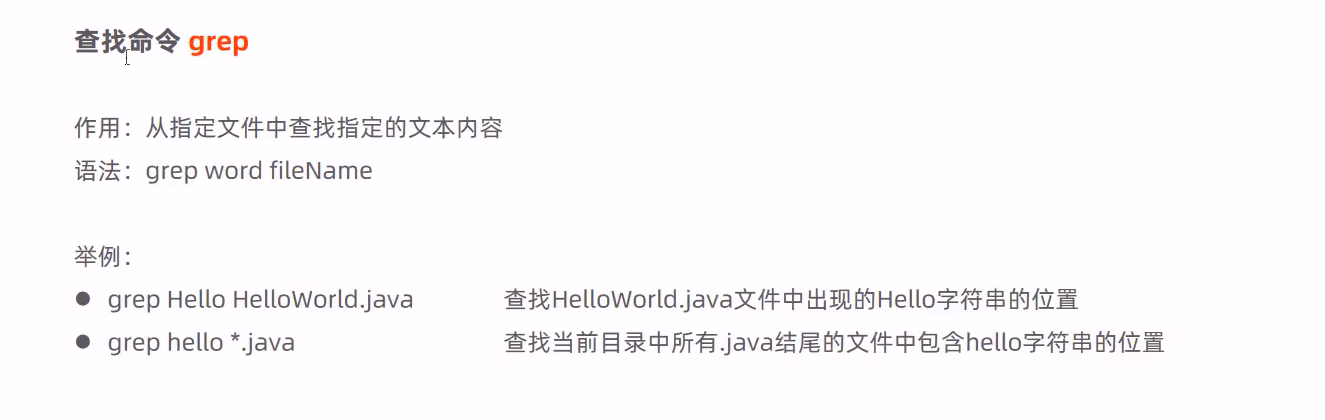 查找命令 grep
作用：从指定文件中查找指定的文本内容
语法：grep word fileName
举例：
● grep Hello HelloWorld.java 查找HelloWorld.java文件中出现的Hello字符串的位置
● grep hello *.java 查找当前目录中所有.java结尾的文件中包含hello字符串的位置